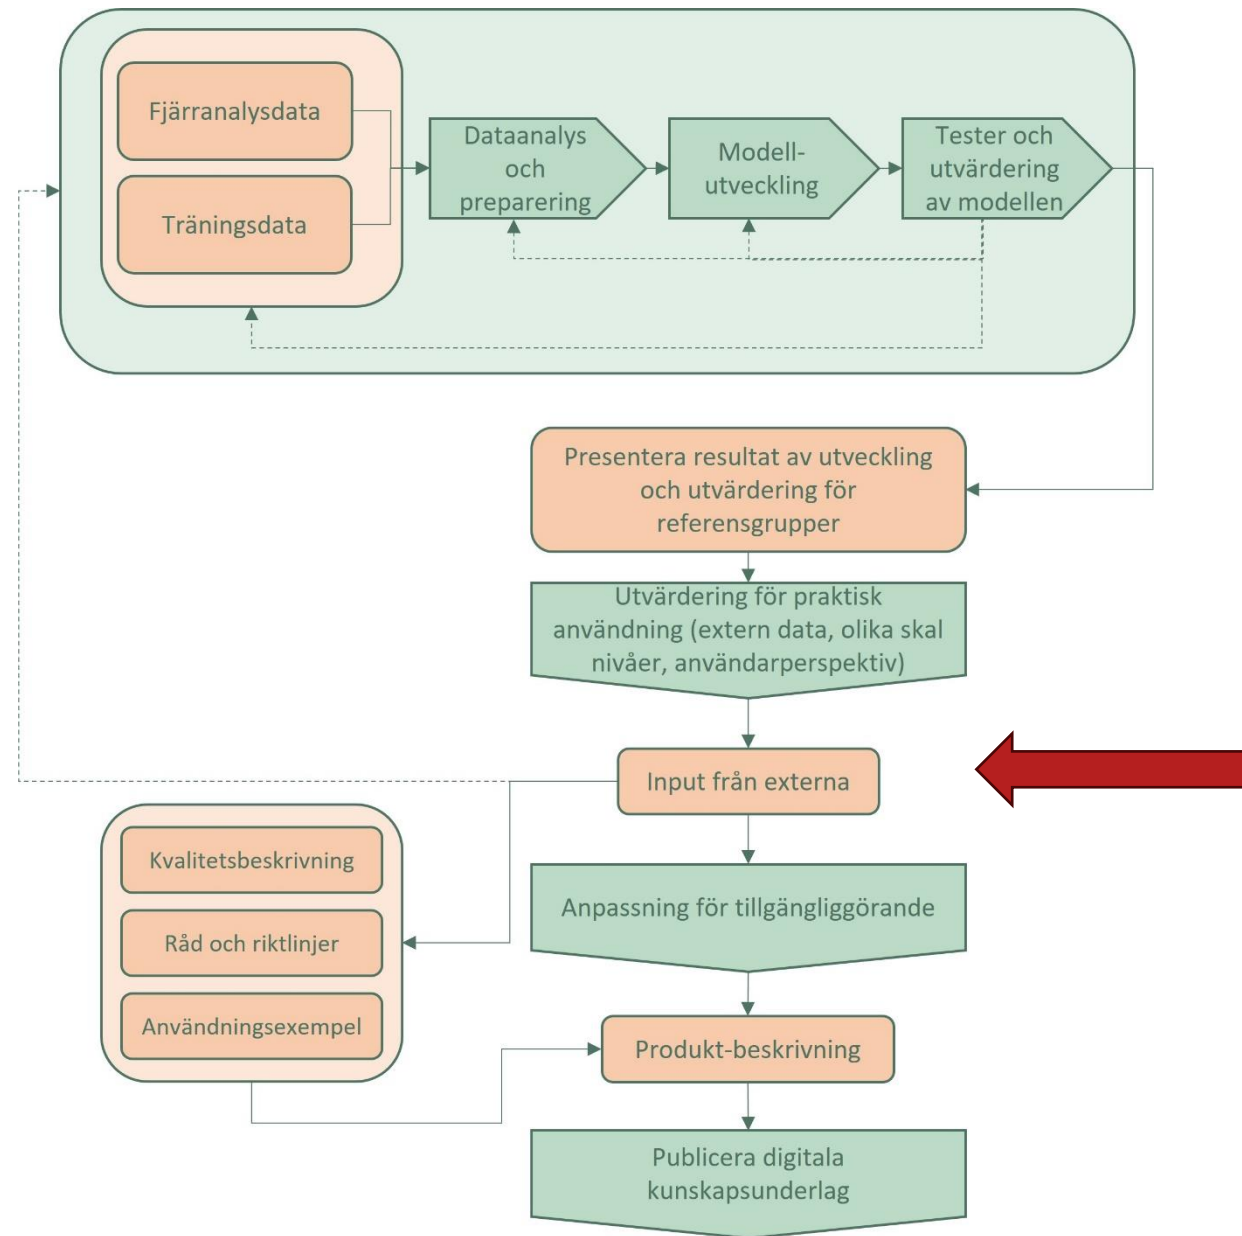 Fjärranalysdata
Träningsdata
Dataanalys
och
preparering
Modell-
utveckling
Tester och
utvärdering
av modellen
Presentera resultat av utveckling
och utvärdering för
referensgrupper
Utvärdering för praktisk
användning (extern data, olika skal
nivåer, användarperspektiv)
Input från externa
Kvalitetsbeskrivning
Råd och riktlinjer
Användningsexempel
Anpassning för tillgängliggörande
Produkt-beskrivning
Publicera digitala
kunskapsunderlag